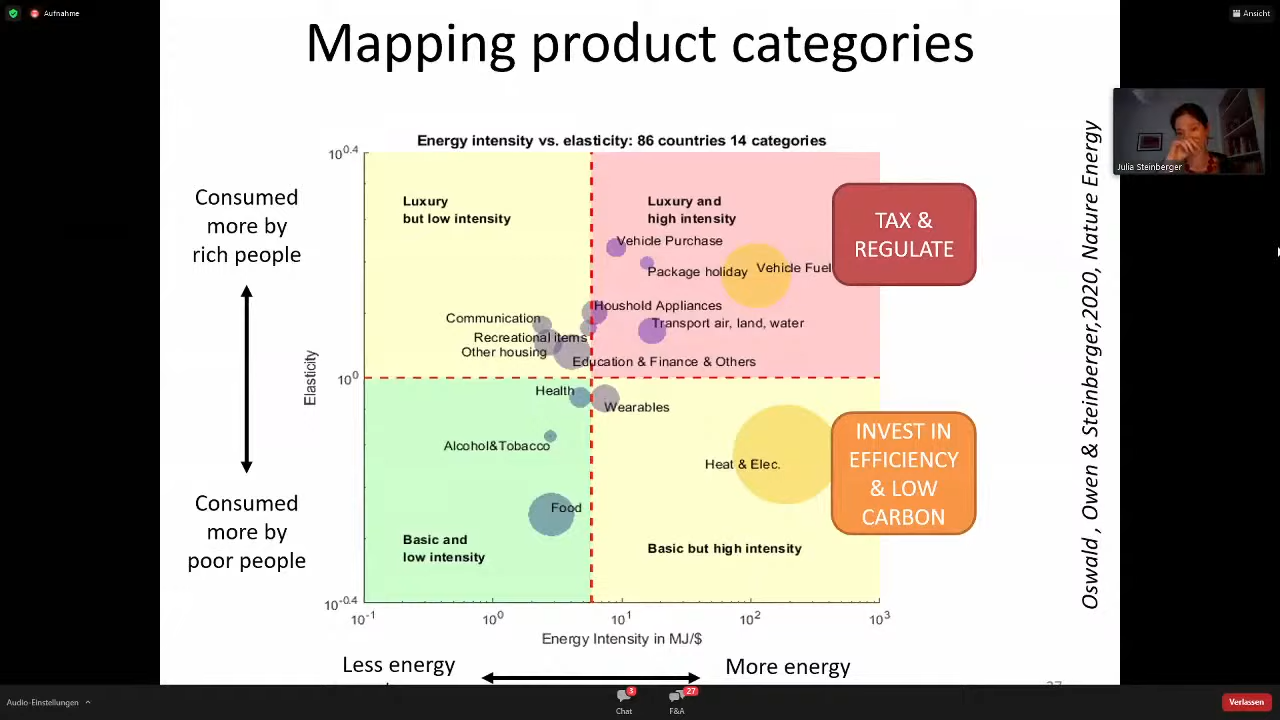 Aufnahme
Ansicht
Mapping product categories
Julia Steinberger
Energy intensity vs. elasticity: 86 countries 14 categories
Consumed
more by
rich people
Consumed
more by
poor people
Elasticity
10^0.4
10^0
10^-0.4
Luxury
but low intensity
Luxury and
high intensity
Vehicle Purchase
Package holiday
Vehicle Fuel
Houshold Appliances
Transport air, land, water
Communication
Recreational items
Other housing
Education & Finance & Others
Health
Wearables
Alcohol&Tobacco
Heat & Elec.
Food
Basic and
low intensity
Basic but high intensity
TAX &
REGULATE
INVEST IN
EFFICIENCY
& LOW
CARBON
Oswald , Owen & Steinberger,2020, Nature Energy
10^-1
10^0
10^1
10^2
10^3
Energy Intensity in MJ/$
Less energy
More energy
Audio-Einstellungen
3
Chat
27
F&A
Verlassen